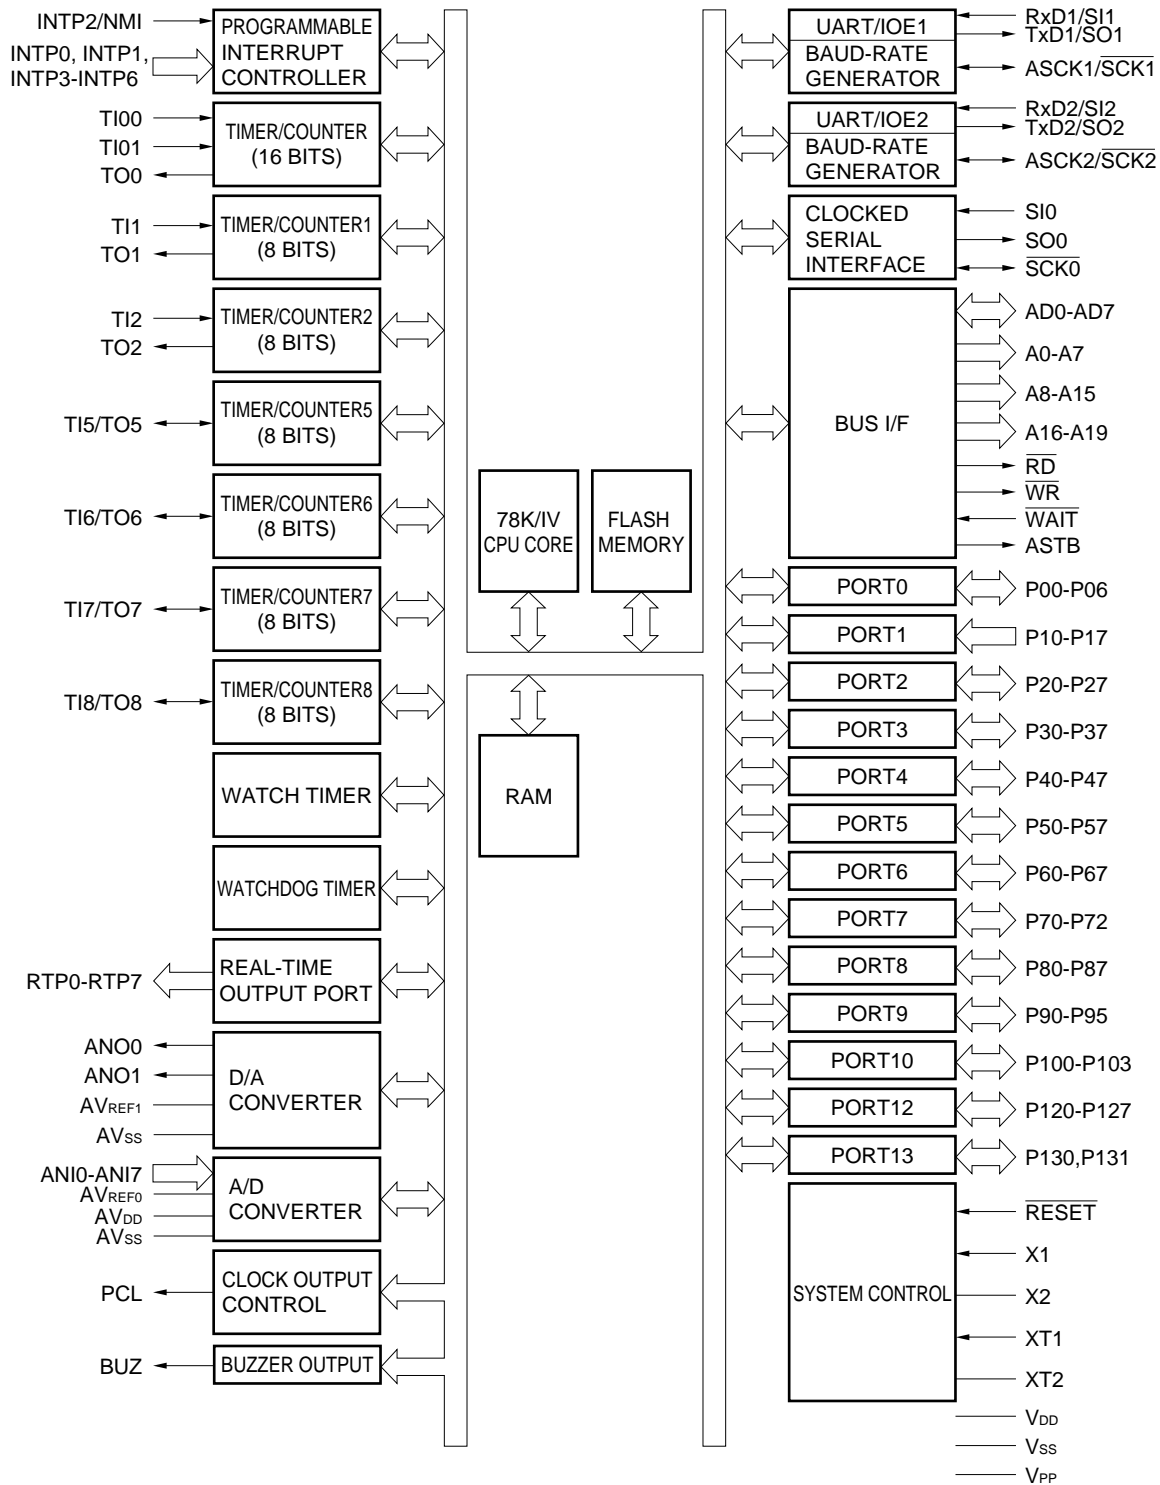 INTP2/NMI
INTP0, INTP1,
INTP3-INTP6
PROGRAMMABLE
INTERRUPT
CONTROLLER
TI00
TI01
TO0
TIMER/COUNTER
(16 BITS)
TI1
TO1
TIMER/COUNTER1
(8 BITS)
TI2
TO2
TIMER/COUNTER2
(8 BITS)
TI5/TO5
TIMER/COUNTER5
(8 BITS)
TI6/TO6
TIMER/COUNTER6
(8 BITS)
TI7/TO7
TIMER/COUNTER7
(8 BITS)
TI8/TO8
TIMER/COUNTER8
(8 BITS)
WATCH TIMER
WATCHDOG TIMER
RTP0-RTP7
REAL-TIME
OUTPUT PORT
ANO0
ANO1
AVREF1
AVSS
D/A
CONVERTER
ANI0-ANI7
AVREF0
AVDD
AVSS
A/D
CONVERTER
PCL
CLOCK OUTPUT
CONTROL
BUZ
BUZZER OUTPUT
78K/IV
CPU CORE
FLASH
MEMORY
RAM
UART/IOE1
BAUD-RATE
GENERATOR
RxD1/SI1
TxD1/SO1
ASCK1/S̅C̅K̅1̅
UART/IOE2
BAUD-RATE
GENERATOR
RxD2/SI2
TxD2/SO2
ASCK2/S̅C̅K̅2̅
CLOCKED
SERIAL
INTERFACE
SI0
SO0
S̅C̅K̅0̅
BUS I/F
AD0-AD7
A0-A7
A8-A15
A16-A19
R̅D̅
W̅R̅
W̅A̅I̅T̅
ASTB
PORT0
P00-P06
PORT1
P10-P17
PORT2
P20-P27
PORT3
P30-P37
PORT4
P40-P47
PORT5
P50-P57
PORT6
P60-P67
PORT7
P70-P72
PORT8
P80-P87
PORT9
P90-P95
PORT10
P100-P103
PORT12
P120-P127
PORT13
P130,P131
SYSTEM CONTROL
R̅E̅S̅E̅T̅
X1
X2
XT1
XT2
VDD
VSS
VPP